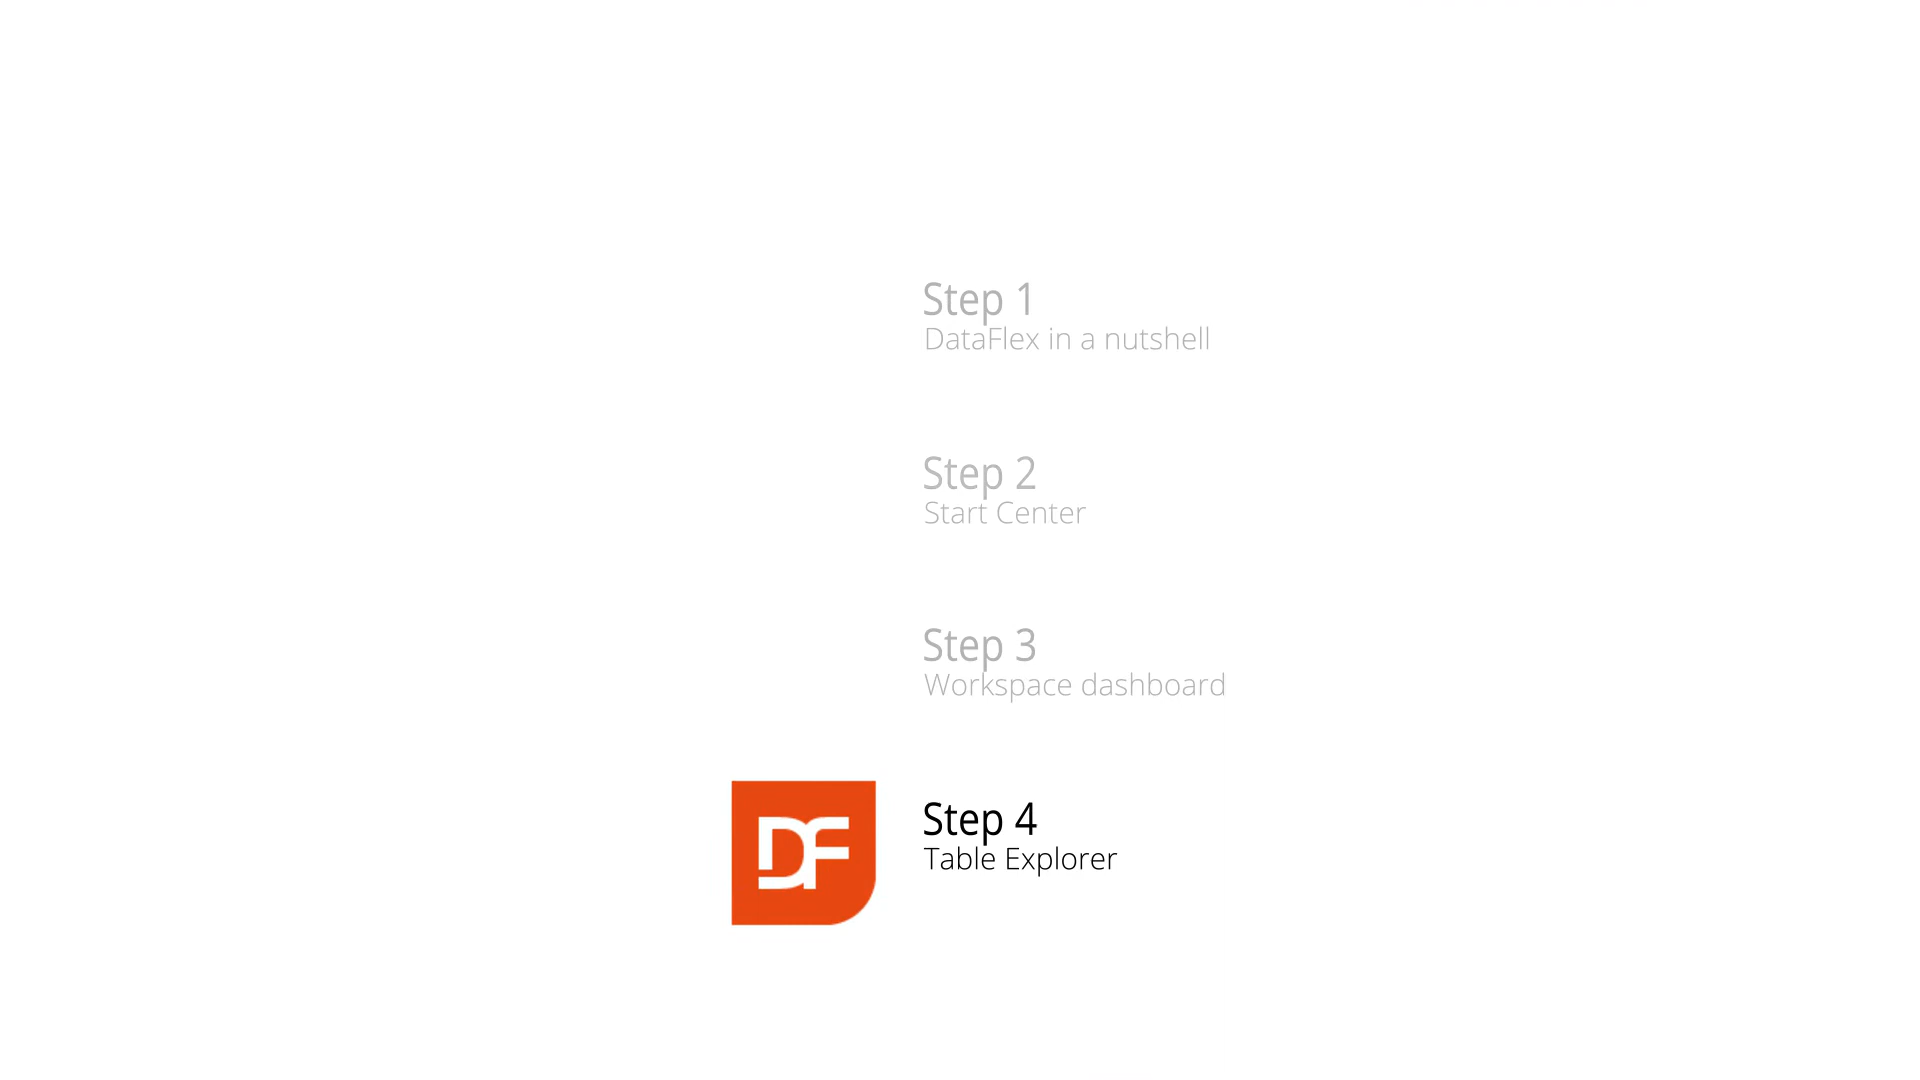 Step 1
DataFlex in a nutshell
Step 2
Start Center
Step 3
Workspace dashboard
DF
Step 4
Table Explorer